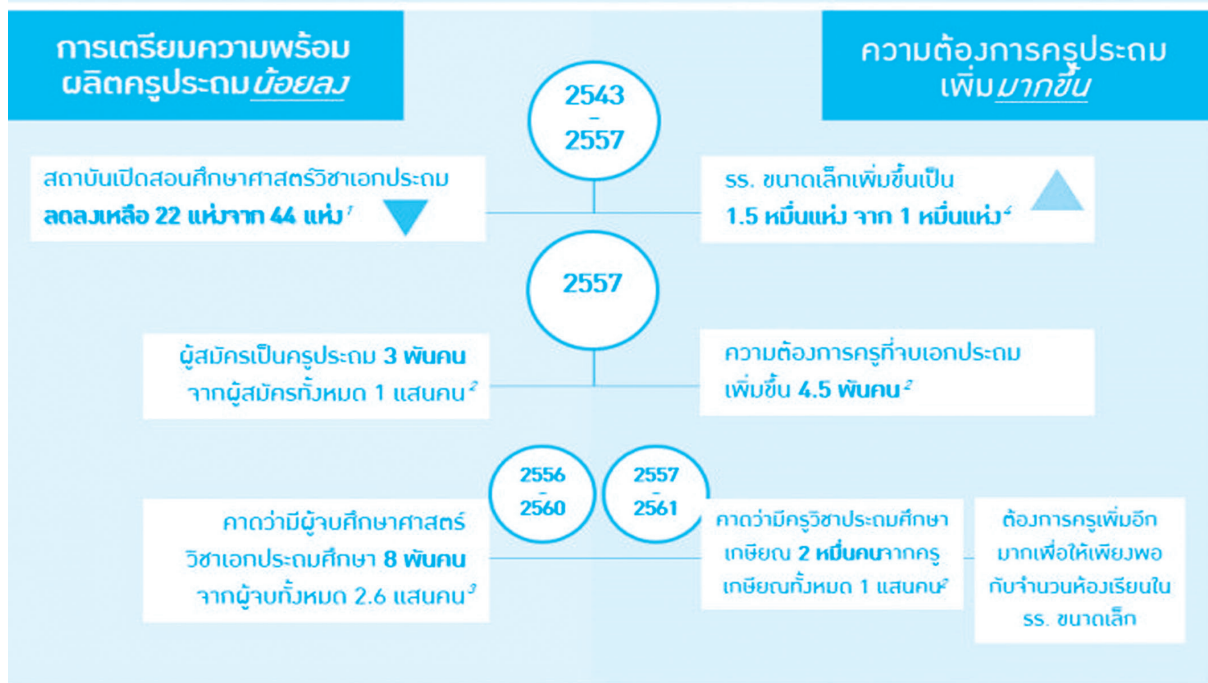 การเตรียมความพร้อม
ผลิตครูประถมน้อยลง
ความต้องการครูประถม
เพิ่มมากขึ้น
2543
-
2557
สถาบันเปิดสอนศึกษาศาสตร์วิชาเอกประถม
ลดลงเหลือ 22 แห่งจาก 44 แห่ง¹
รร. ขนาดเล็กเพิ่มขึ้นเป็น
1.5 หมื่นแห่ง จาก 1 หมื่นแห่ง⁴
2557
ผู้สมัครเป็นครูประถม 3 พันคน
จากผู้สมัครทั้งหมด 1 แสนคน²
ความต้องการครูที่จบเอกประถม
เพิ่มขึ้น 4.5 พันคน²
2556
-
2560
2557
-
2561
คาดว่ามีผู้จบศึกษาศาสตร์
วิชาเอกประถมศึกษา 8 พันคน
จากผู้จบทั้งหมด 2.6 แสนคน³
คาดว่ามีครูวิชาประถมศึกษา
เกษียณ 2 หมื่นคนจากครู
เกษียณทั้งหมด 1 แสนคน²
ต้องการครูเพิ่มอีก
มากเพื่อให้เพียงพอ
กับจำนวนห้องเรียนใน
รร. ขนาดเล็ก